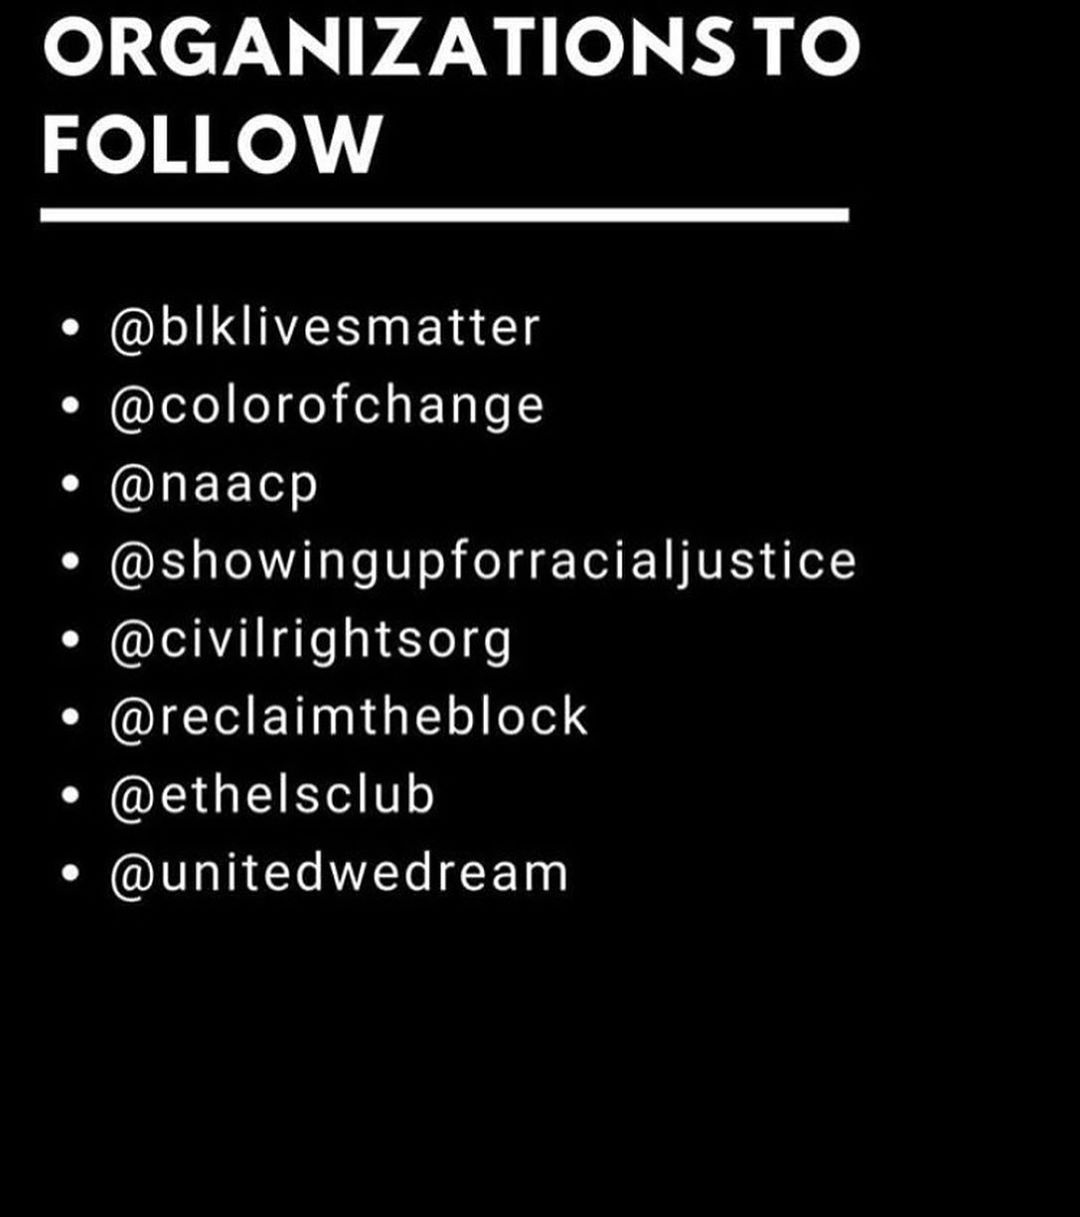 ORGANIZATIONS TO
FOLLOW
• @blklivesmatter
• @colorofchange
• @naacp
• @showingupforracialjustice
• @civilrightsorg
• @reclaimtheblock
• @ethelsclub
• @unitedwedream